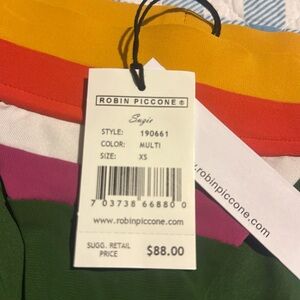 ROBIN PICCONE®
STYLE: 190661
COLOR: MULTI
SIZE: XS
7 03738 66880 0
www.robinpiccone.com
SUGG. RETAIL
PRICE $88.00
.robinpiccone.com